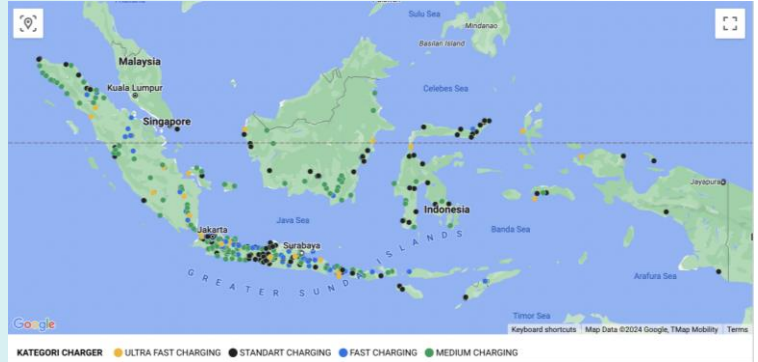 Sulu Sea
Mindanao
Basilan Island
Malaysia
Kuala Lumpur
Celebes Sea
Singapore
Jayapura
Indonesia
Java Sea
Jakarta
Banda Sea
Surabaya
GREATER SUNDA ISLANDS
Arafura Sea
Timor Sea
Google
Keyboard shortcuts Map Data ©2024 Google, TMap Mobility Terms
KATEGORI CHARGER ULTRA FAST CHARGING STANDART CHARGING FAST CHARGING MEDIUM CHARGING